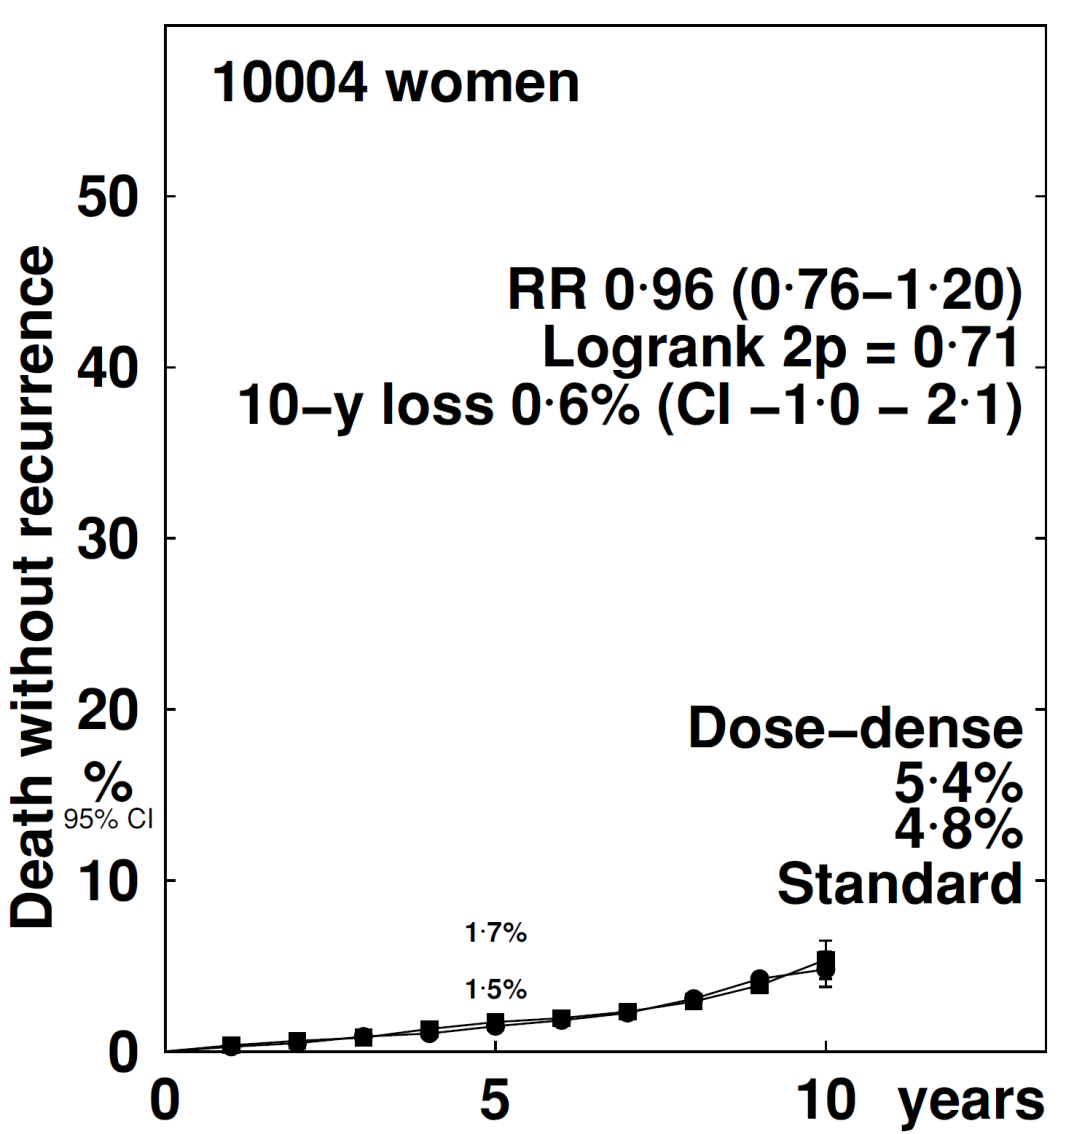 10004 women
50
RR 0·96 (0·76–1·20)
Logrank 2p = 0·71
40
10–y loss 0·6% (CI –1·0 – 2·1)
Death without recurrence
30
20
Dose–dense
%
5·4%
95% CI
4·8%
10
Standard
1·7%
1·5%
0
0 5 10 years